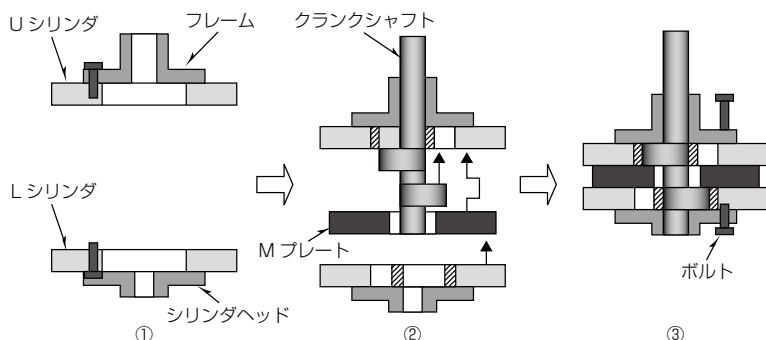 Uシリンダ
フレーム
Lシリンダ
シリンダヘッド
①
クランクシャフト
Mプレート
②
ボルト
③